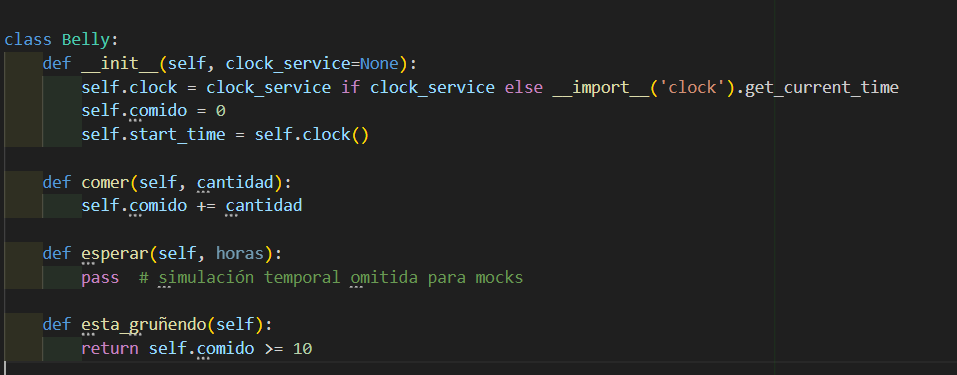 class Belly:
    def __init__(self, clock_service=None):
        self.clock = clock_service if clock_service else __import__('clock').get_current_time
        self.comido = 0
        self.start_time = self.clock()

    def comer(self, cantidad):
        self.comido += cantidad

    def esperar(self, horas):
        pass  # simulación temporal omitida para mocks

    def esta_gruñendo(self):
        return self.comido >= 10